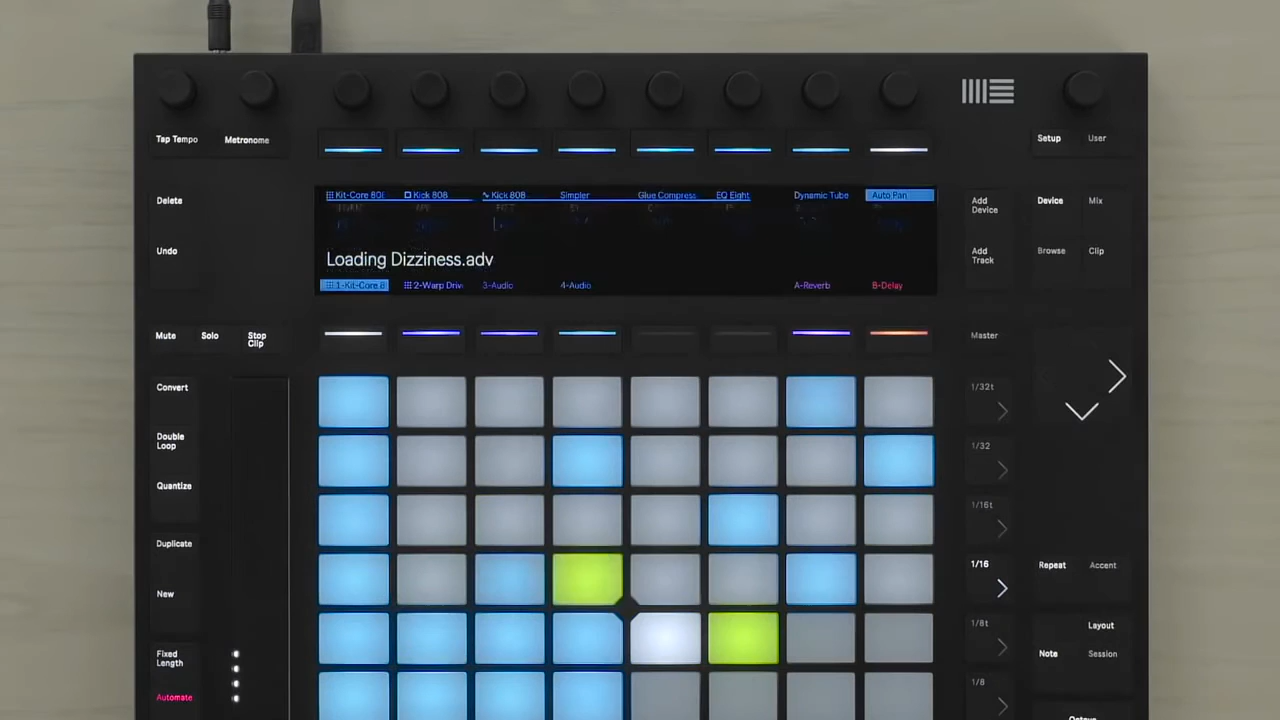 Tap Tempo
Metronome
Setup
User
Delete
Undo
Kit-Core 808
Kick 808
Kick 808
Simpler
Glue Compress
EQ Eight
Dynamic Tube
Auto Pan
Loading Dizziness.adv
1-Kit-Core 8
2-Warp Driv
3-Audio
4-Audio
A-Reverb
B-Delay
Add
Device
Add
Track
Device
Mix
Browse
Clip
Mute
Solo
Stop
Clip
Master
Convert
Double
Loop
Quantize
Duplicate
New
Fixed
Length
Automate
1/32t
1/32
1/16t
1/16
1/8t
1/8
Repeat
Accent
Layout
Note
Session